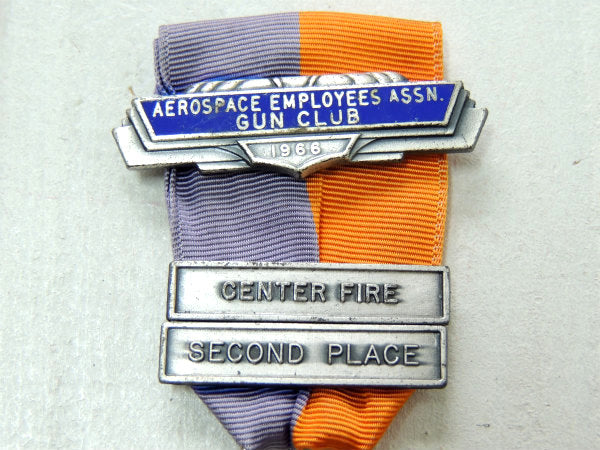 AEROSPACE EMPLOYEES ASSN.
GUN CLUB
1966
CENTER FIRE
SECOND PLACE